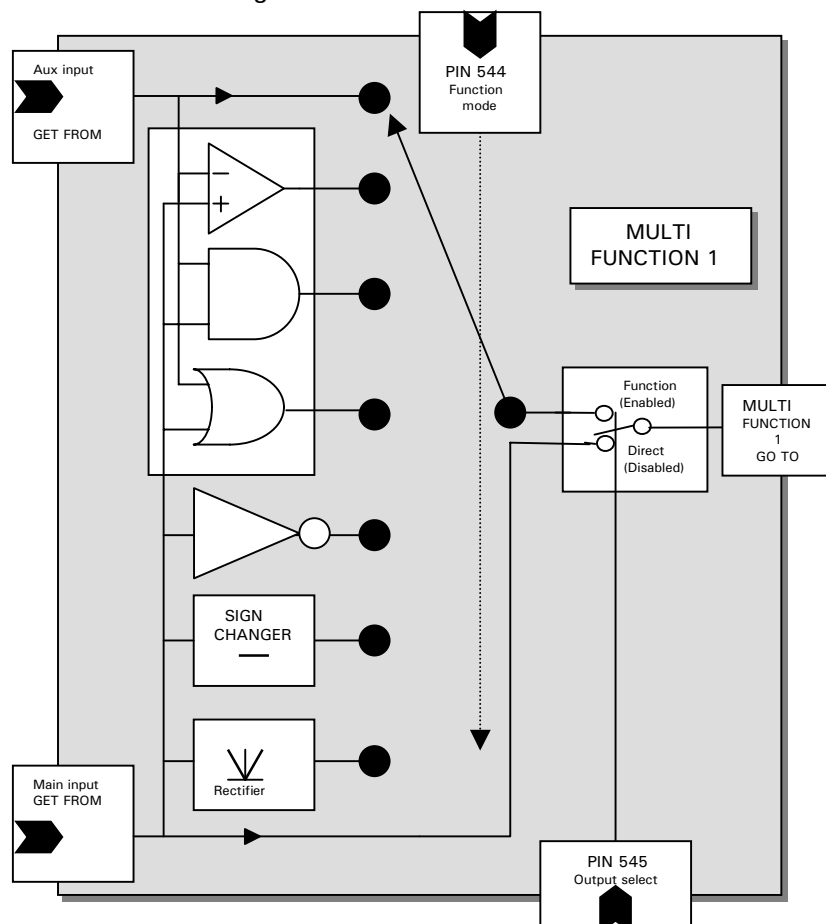 Aux input
GET FROM
PIN 544
Function
mode
MULTI
FUNCTION 1
Function
(Enabled)
Direct
(Disabled)
MULTI
FUNCTION
1
GO TO
SIGN
CHANGER
Rectifier
Main input
GET FROM
PIN 545
Output select